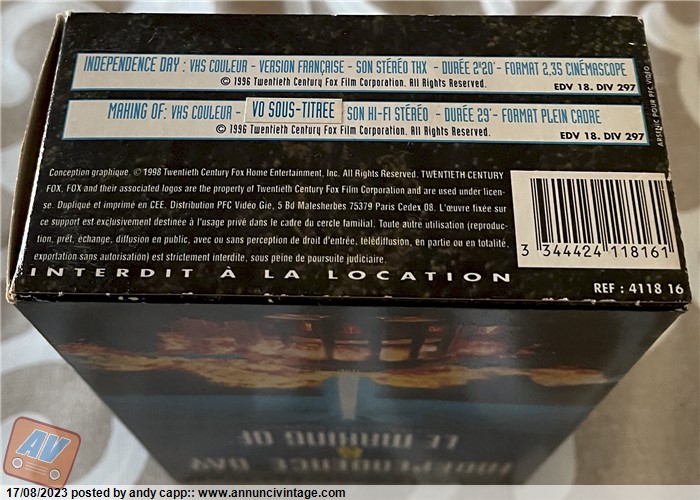 INDEPENDENCE DAY : VHS COULEUR - VERSION FRANÇAISE - SON STÉRÉO THX - DURÉE 2'20' - FORMAT 2,35 CINÉMASCOPE
© 1996 Twentieth Century Fox Film Corporation. All Rights Reserved.
EDV 18. DIV 297
MAKING OF: VHS COULEUR - VO SOUS-TITREE SON HI-FI STÉRÉO - DURÉE 29' - FORMAT PLEIN CADRE
© 1996 Twentieth Century Fox Film Corporation. All Rights Reserved.
EDV 18. DIV 297
ARSENIC POUR PFC VIDÉO
Conception graphique. © 1998 Twentieth Century Fox Home Entertainment, Inc. All Rights Reserved. TWENTIETH CENTURY
FOX, FOX and their associated logos are the property of Twentieth Century Fox Film Corporation and are used under licen-
se. Dupliqué et imprimé en CEE. Distribution PFC Vidéo Gie, 5 Bd Malesherbes 75379 Paris Cedex 08. L'œuvre fixée sur
ce support est exclusivement destinée à l'usage privé dans le cadre du cercle familial. Toute autre utilisation (reproduc-
tion, prêt, échange, diffusion en public, avec ou sans perception de droit d'entrée, télédiffusion, en partie ou en totalité,
exportation sans autorisation) est strictement interdite, sous peine de poursuite judiciaire.
INTERDIT À LA LOCATION
3 344424 118161
REF : 4118 16
LE MAKING OF
&
INDEPENDENCE DAY
AV
17/08/2023 posted by andy capp:: www.annuncivintage.com